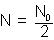 N = N₀/2